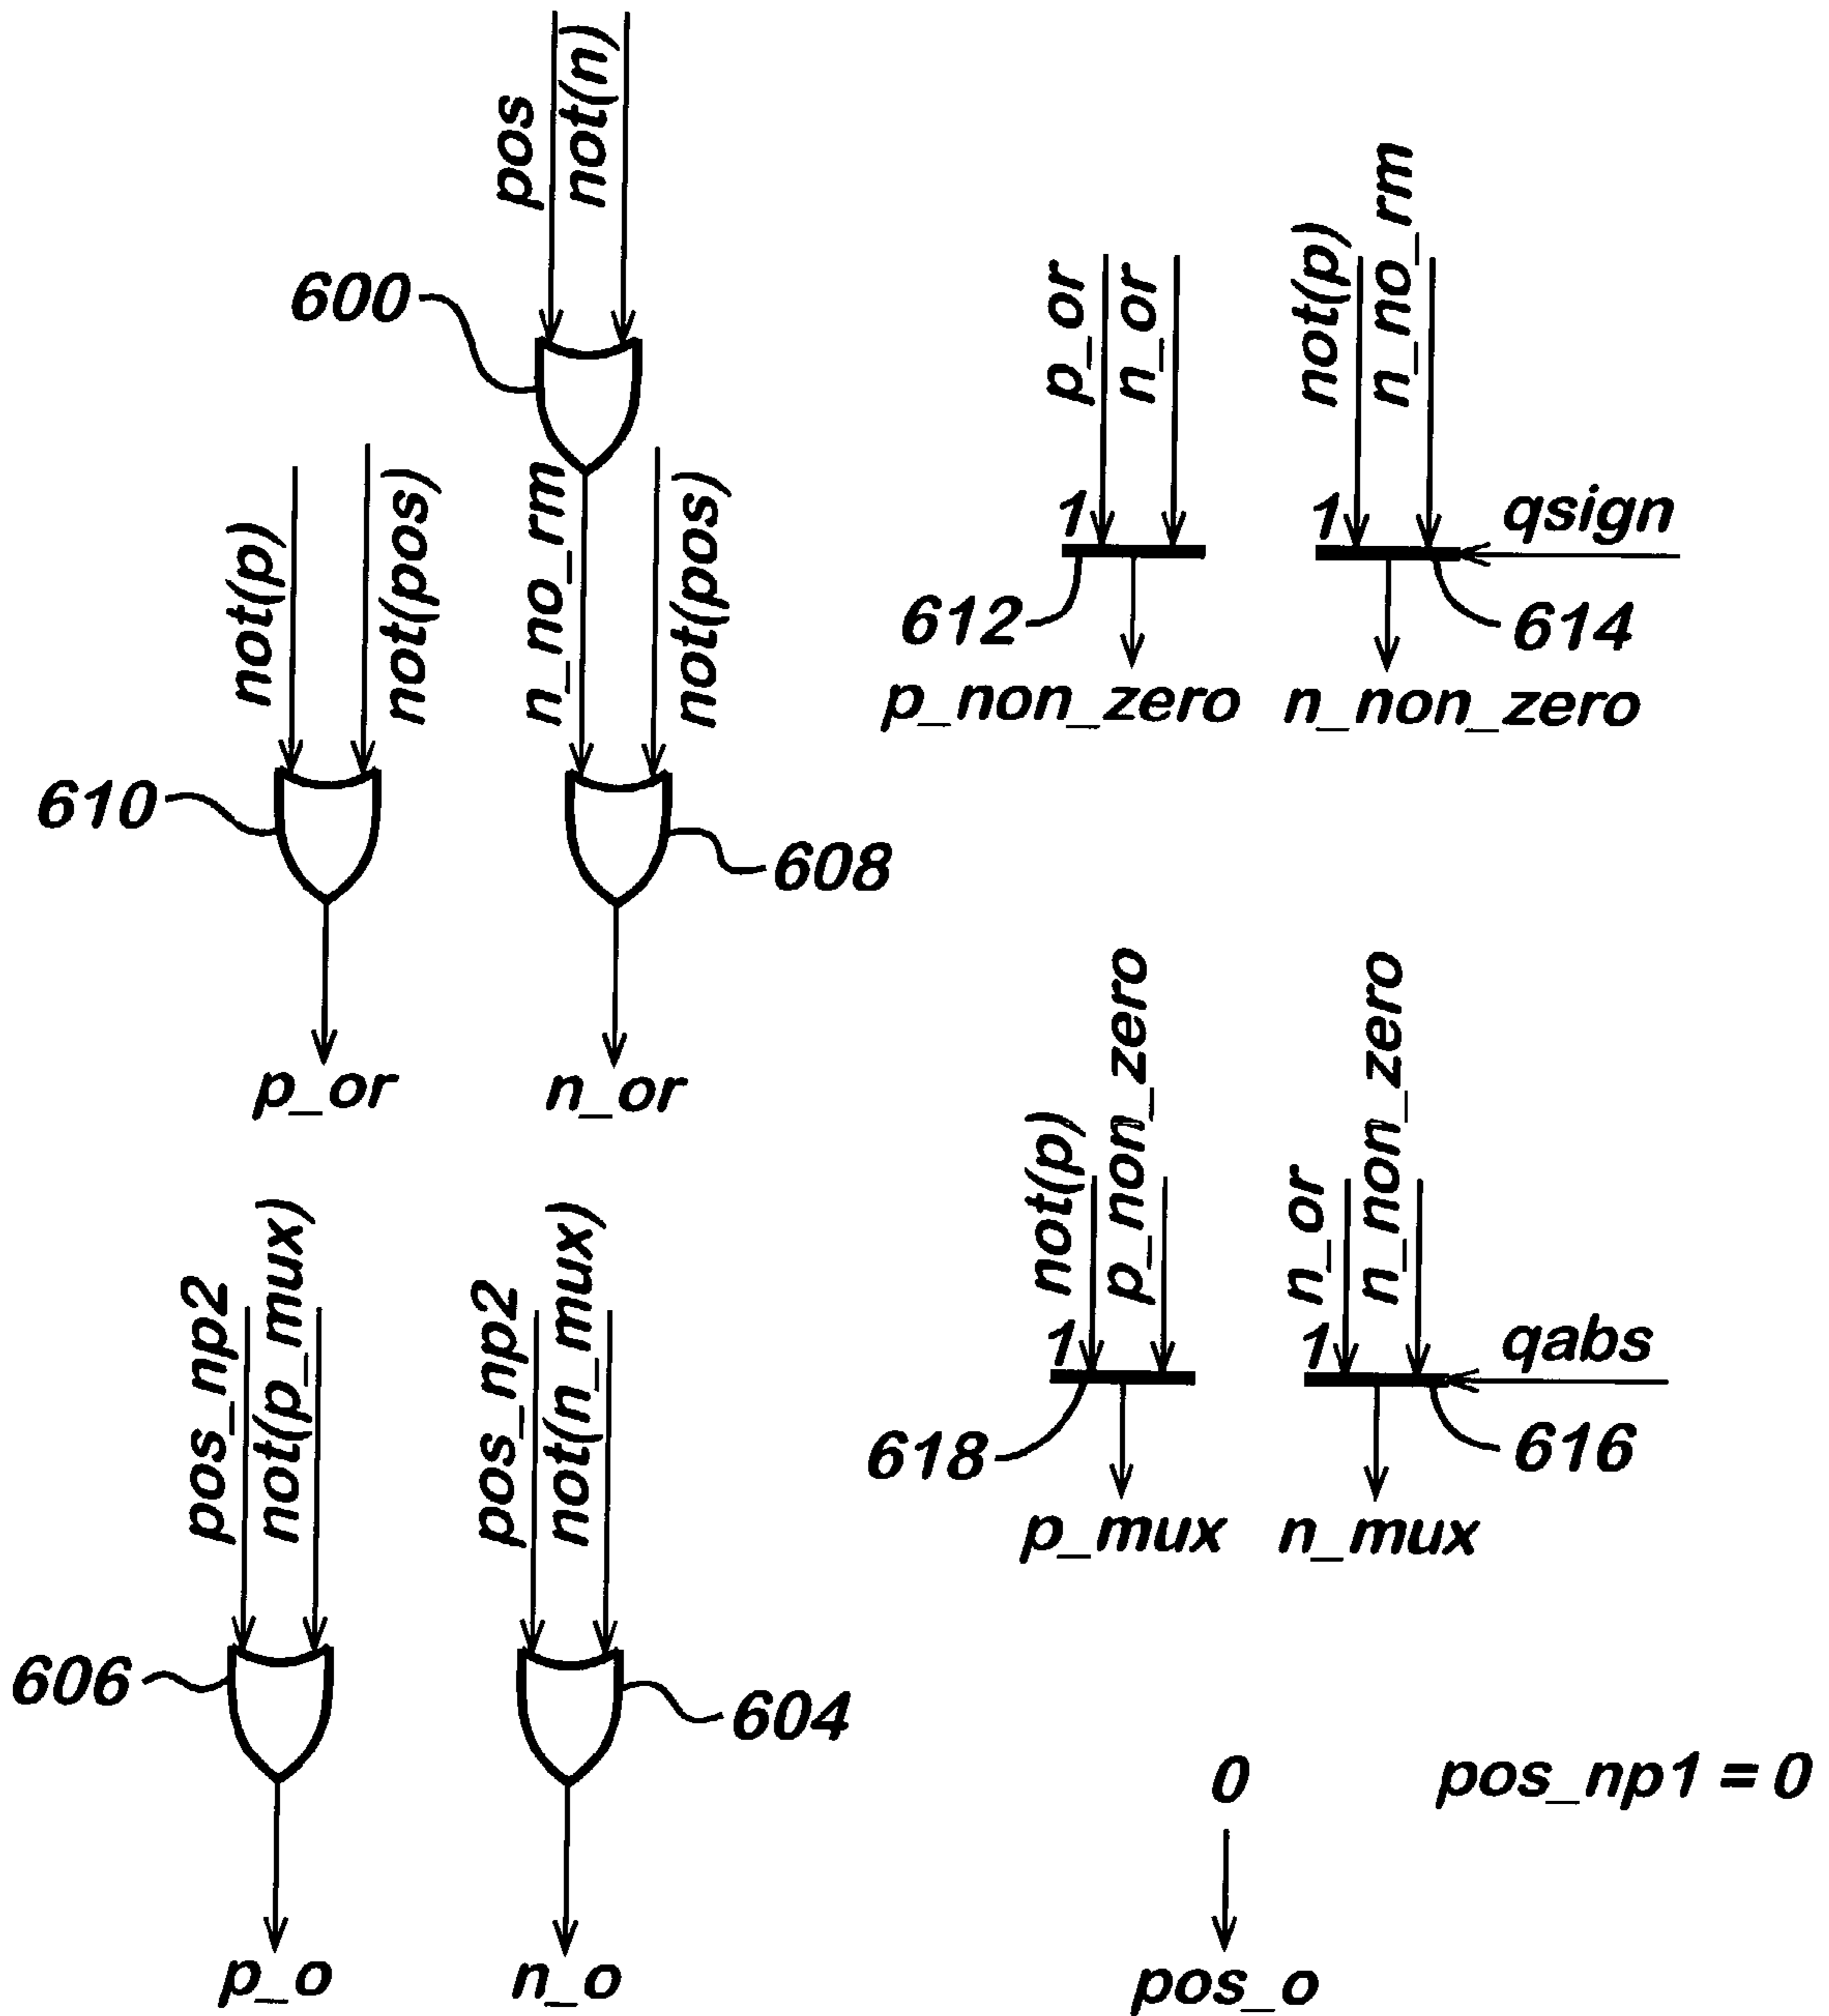 pos
not(n)
600
not(p)
not(pos)
n_no_rm
not(pos)
610
608
p_or
n_or
p_or
n_or
1
612
p_non_zero
not(p)
n_no_rm
1
qsign
614
n_non_zero
pos_np2
not(p_mux)
pos_np2
not(n_mux)
606
604
p_o
n_o
not(p)
p_non_zero
1
618
p_mux
n_or
n_non_zero
1
qabs
616
n_mux
0
pos_np1 = 0
pos_o